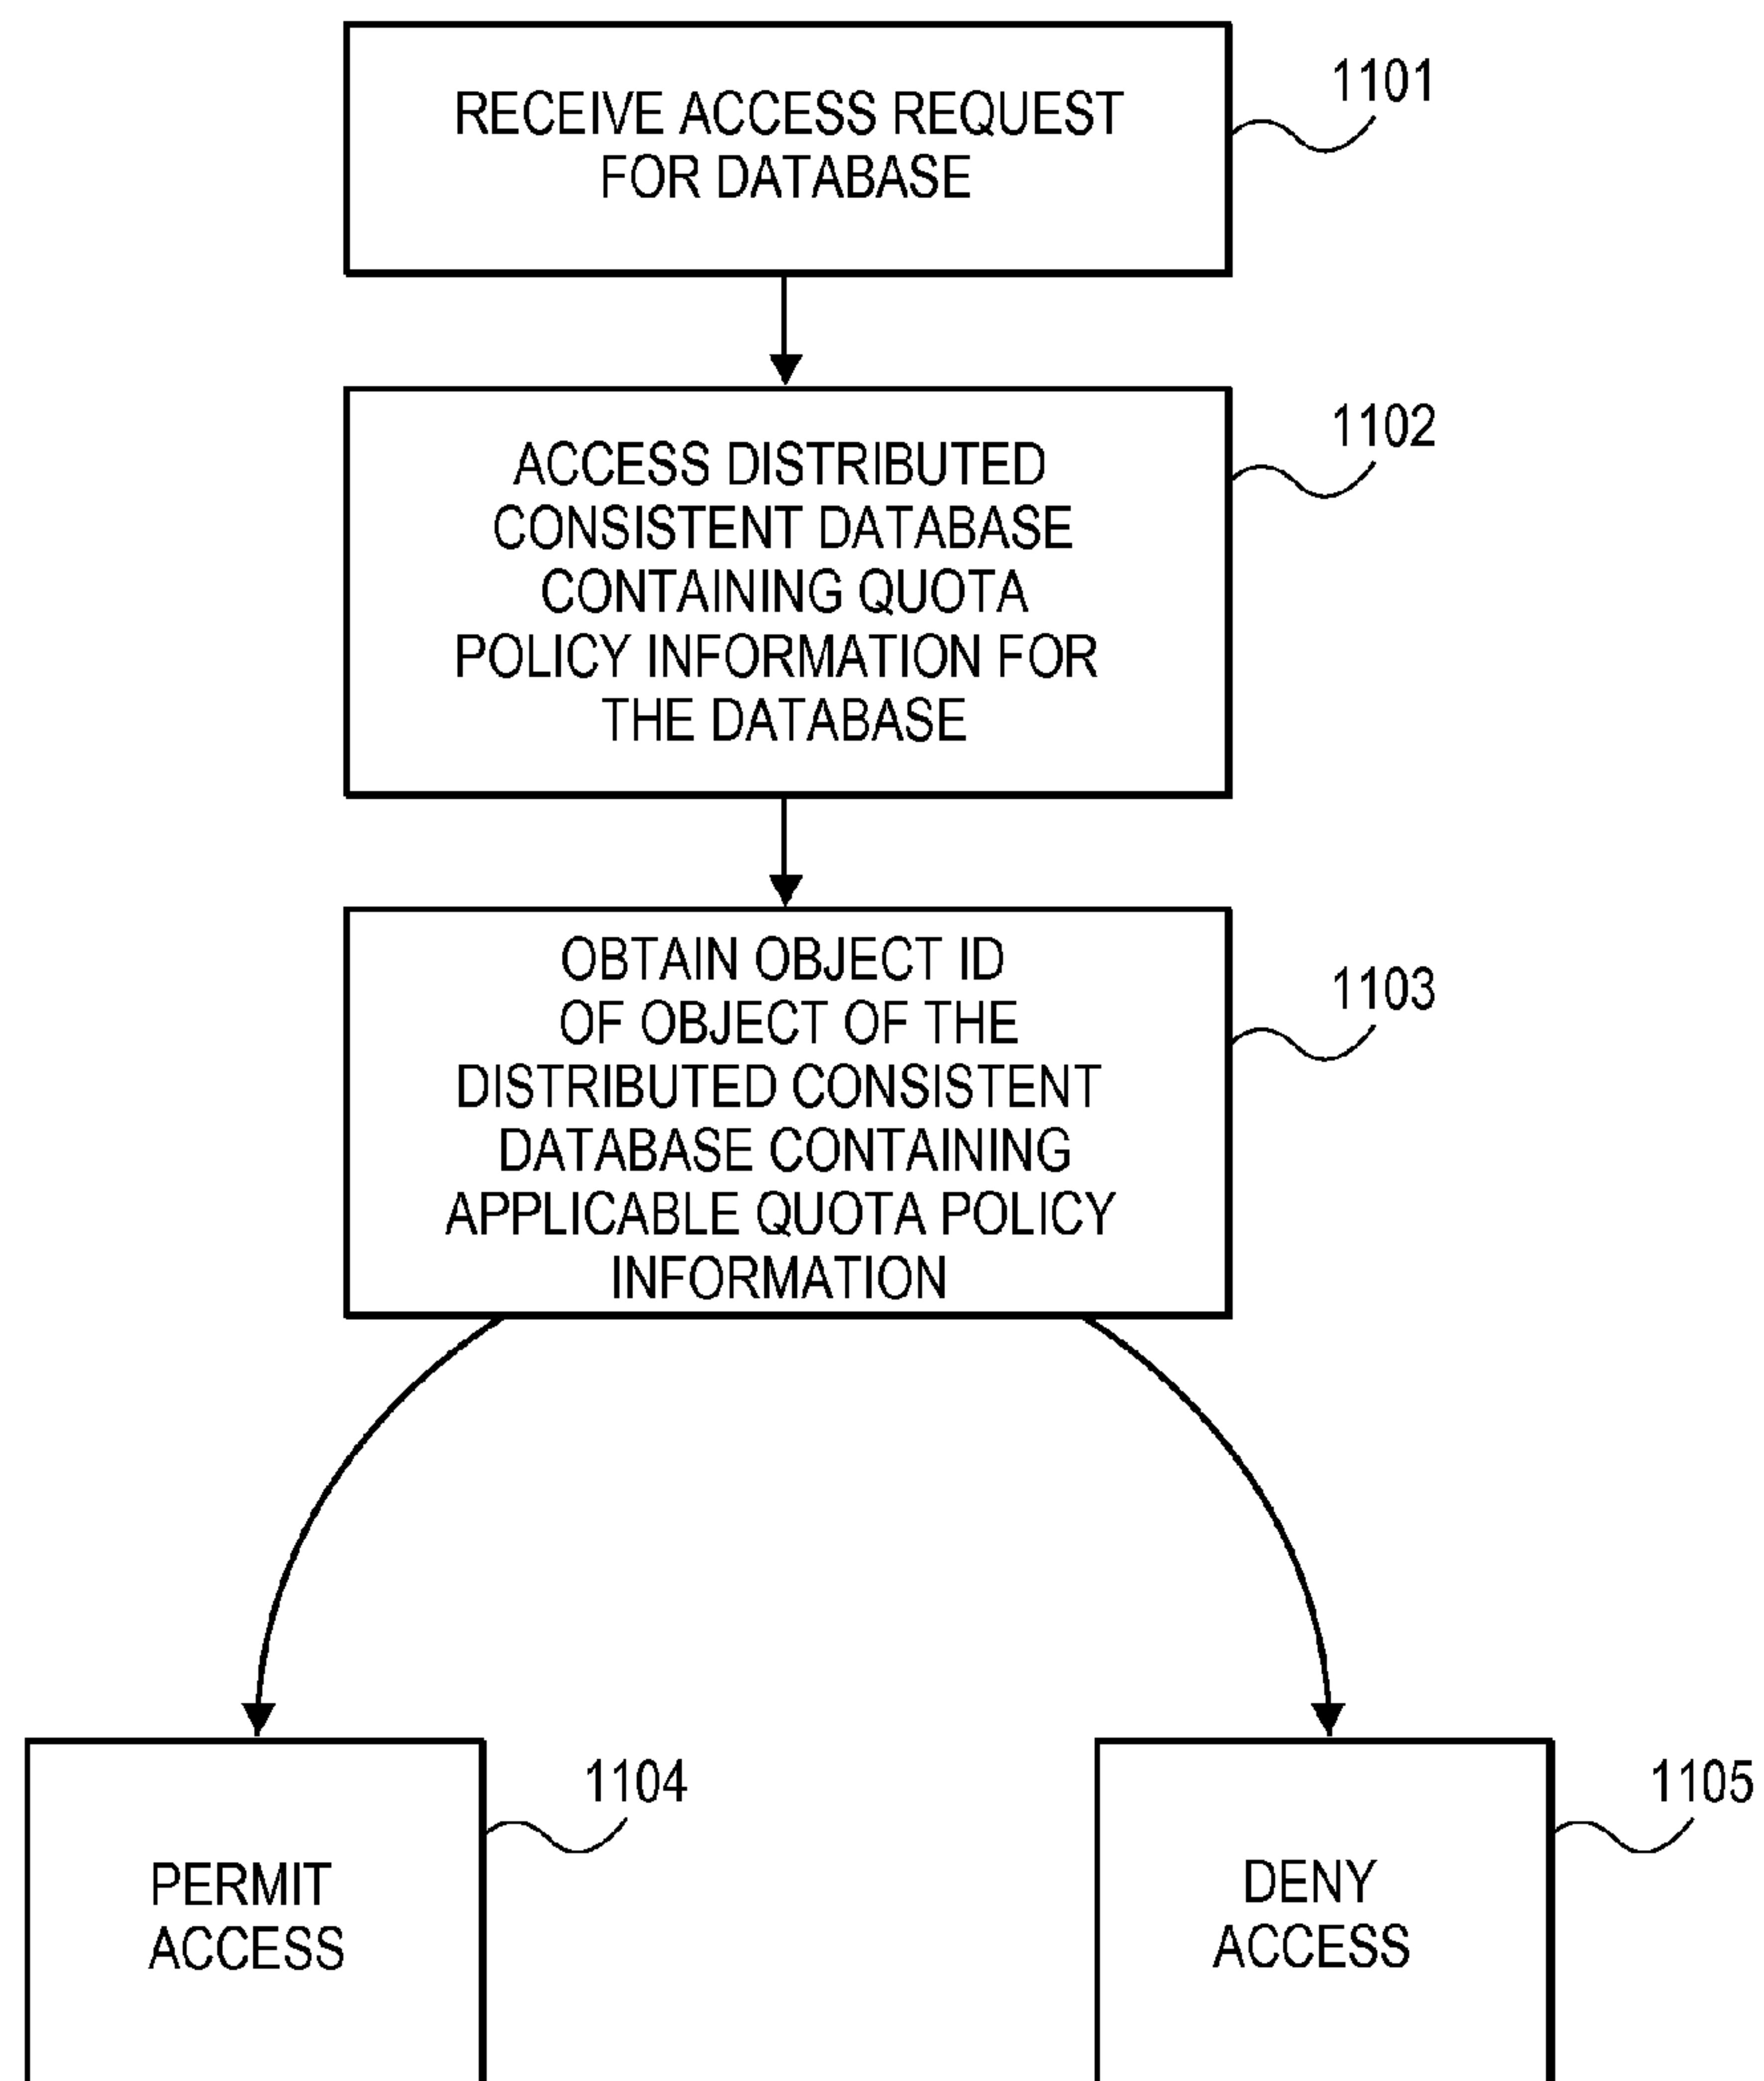 RECEIVE ACCESS REQUEST
FOR DATABASE
1101
ACCESS DISTRIBUTED
CONSISTENT DATABASE
CONTAINING QUOTA
POLICY INFORMATION FOR
THE DATABASE
1102
OBTAIN OBJECT ID
OF OBJECT OF THE
DISTRIBUTED CONSISTENT
DATABASE CONTAINING
APPLICABLE QUOTA POLICY
INFORMATION
1103
PERMIT
ACCESS
1104
DENY
ACCESS
1105